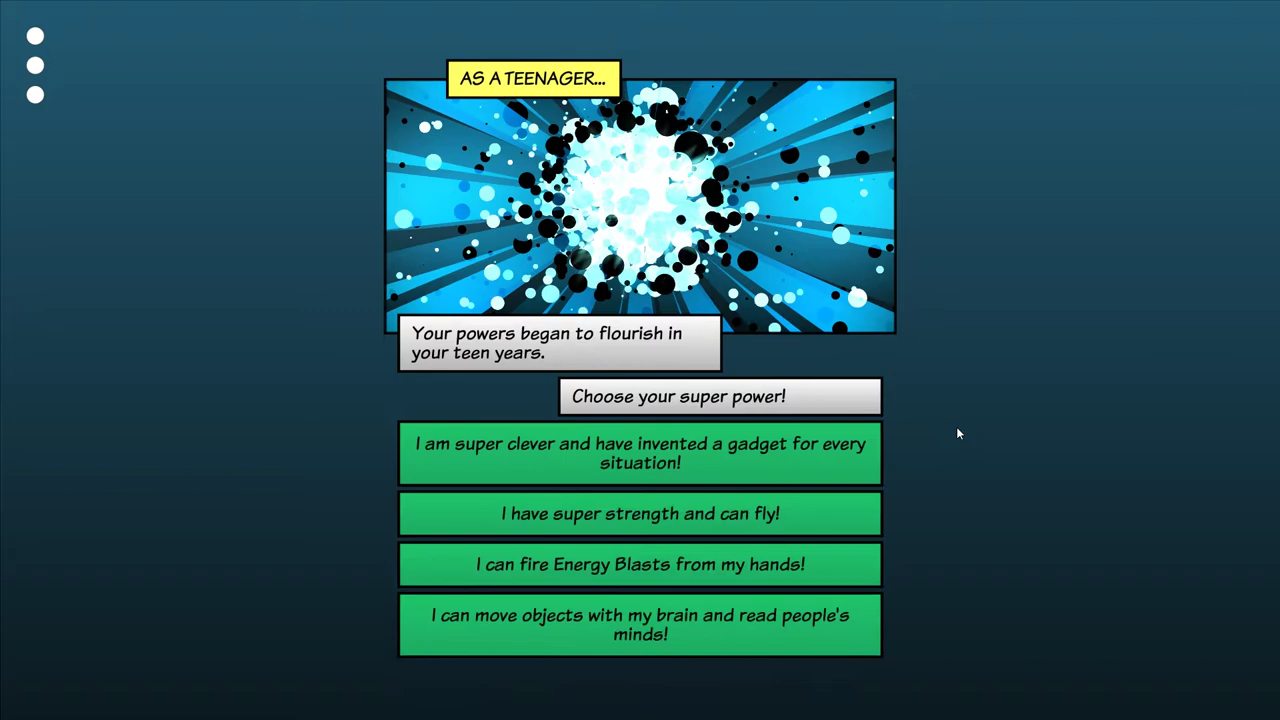 AS A TEENAGER...
Your powers began to flourish in
your teen years.
Choose your super power!
I am super clever and have invented a gadget for every
situation!
I have super strength and can fly!
I can fire Energy Blasts from my hands!
I can move objects with my brain and read people's
minds!